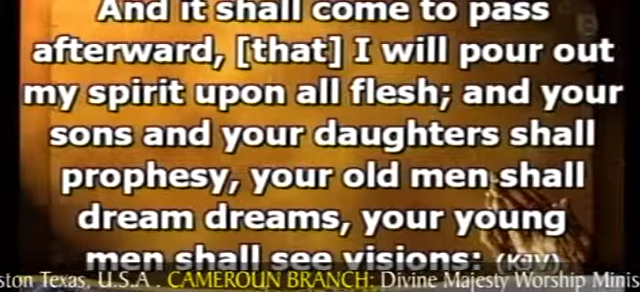 And it shall come to pass
afterward, [that] I will pour out
my spirit upon all flesh; and your
sons and your daughters shall
prophesy, your old men shall
dream dreams, your young
men shall see visions: (KJV)
ston Texas, U.S.A . CAMEROUN BRANCH: Divine Majesty Worship Minis